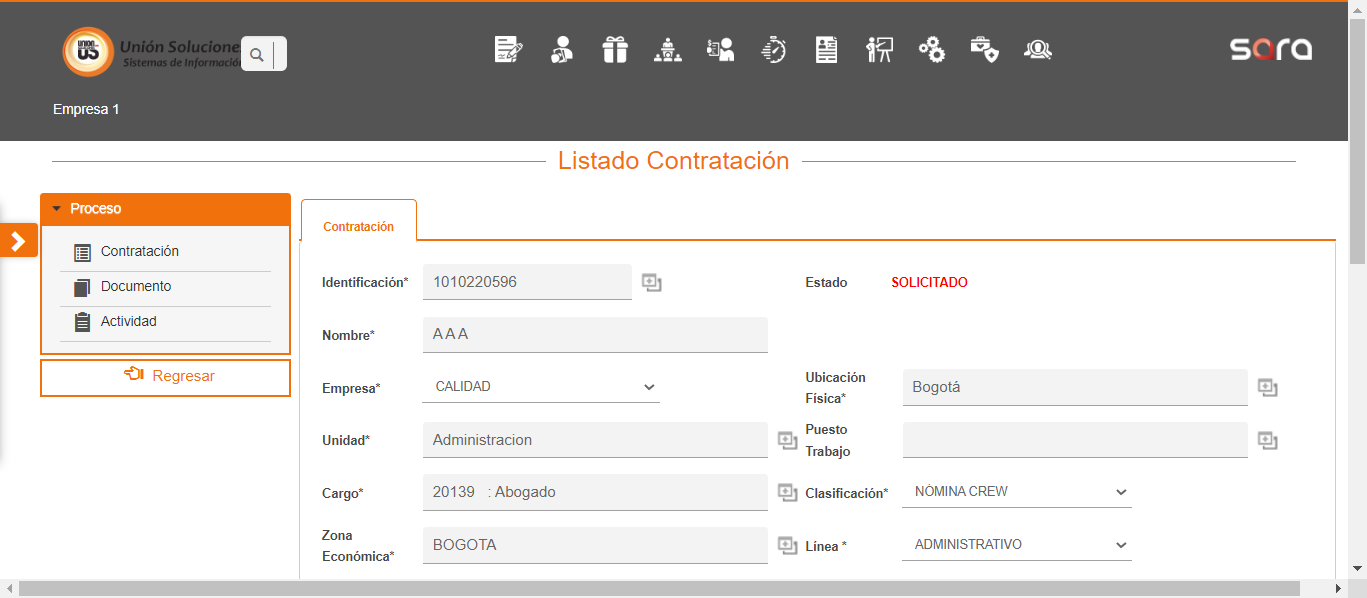 UNION
US
Unión Solucione
Sistemas de Informació
sara
Empresa 1
Listado Contratación
Proceso
Contratación
Documento
Actividad
Regresar
Contratación
Identificación* 1010220596
Estado SOLICITADO
Nombre* A A A
Empresa* CALIDAD
Ubicación
Física* Bogotá
Unidad* Administracion
Puesto
Trabajo
Cargo* 20139 : Abogado
Clasificación* NÓMINA CREW
Zona
Económica* BOGOTA
Línea * ADMINISTRATIVO